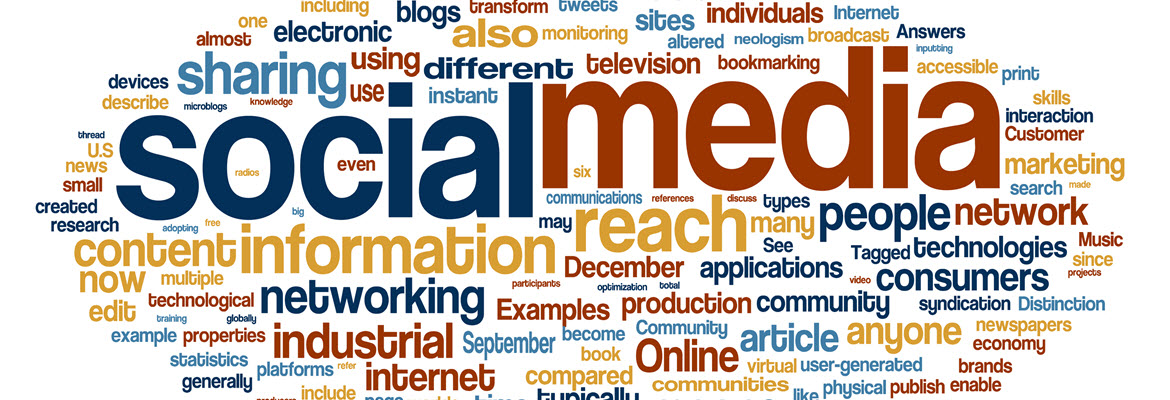 including
blogs
transform
tweets
sites
individuals
Internet
one
electronic
also
monitoring
altered
neologism
broadcast
Answers
almost
inputting
using
different
television
bookmarking
accessible
print
devices
sharing
use
instant
describe
microblogs
knowledge
skills
social
media
interaction
Customer
thread
U.S
news
radios
even
six
marketing
small
search
made
created
communications
references
discuss
types
research
adopting
free
big
may
reach
many
people
network
content
information
See
Tagged
technologies
Music
since
now
multiple
participants
December
optimization
total
applications
video
consumers
projects
edit
technological
networking
Examples
production
community
syndication
Distinction
training
globally
example
properties
industrial
September
become
Community
article
anyone
newspapers
economy
statistics
platforms
refer
book
Online
virtual
user-generated
brands
generally
internet
compared
communities
include
typically
like
physical
publish
enable